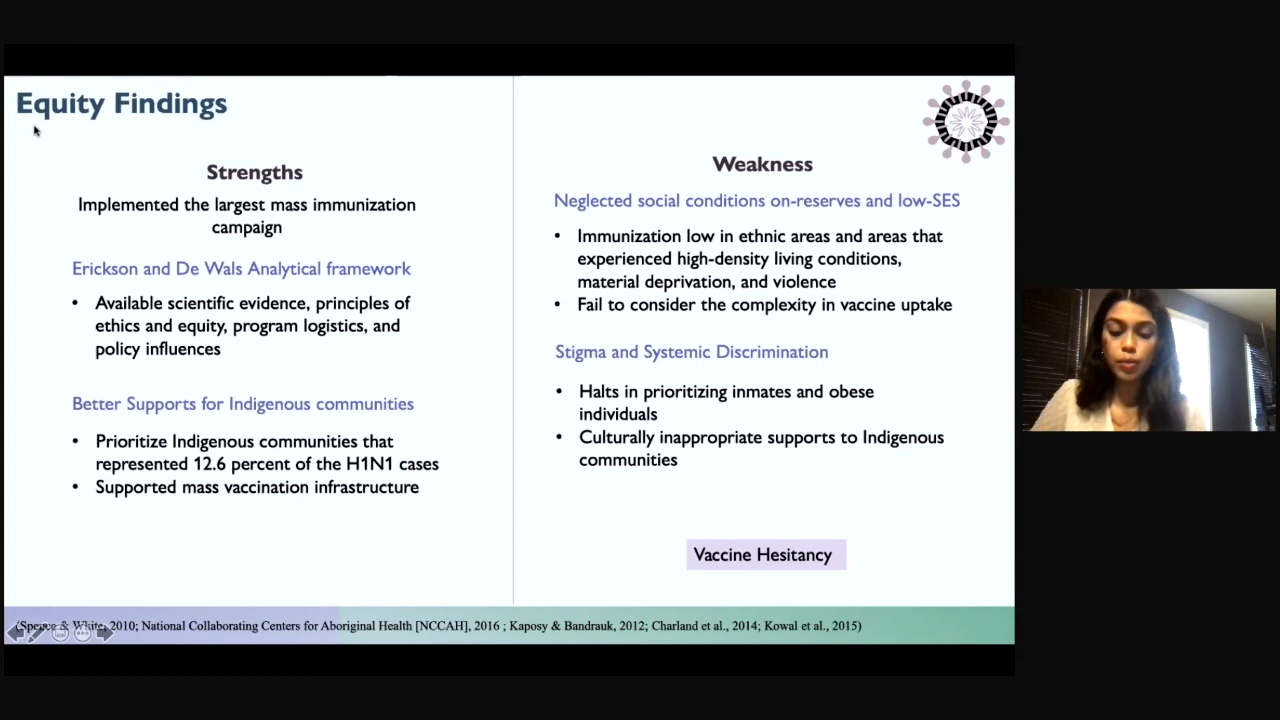 Equity Findings
Strengths
Implemented the largest mass immunization
campaign
Erickson and De Wals Analytical framework
• Available scientific evidence, principles of
ethics and equity, program logistics, and
policy influences
Better Supports for Indigenous communities
• Prioritize Indigenous communities that
represented 12.6 percent of the H1N1 cases
• Supported mass vaccination infrastructure
Weakness
Neglected social conditions on-reserves and low-SES
• Immunization low in ethnic areas and areas that
experienced high-density living conditions,
material deprivation, and violence
• Fail to consider the complexity in vaccine uptake
Stigma and Systemic Discrimination
• Halts in prioritizing inmates and obese
individuals
• Culturally inappropriate supports to Indigenous
communities
Vaccine Hesitancy
(Spence & White, 2010; National Collaborating Centers for Aboriginal Health [NCCAH], 2016 ; Kaposy & Bandrauk, 2012; Charland et al., 2014; Kowal et al., 2015)